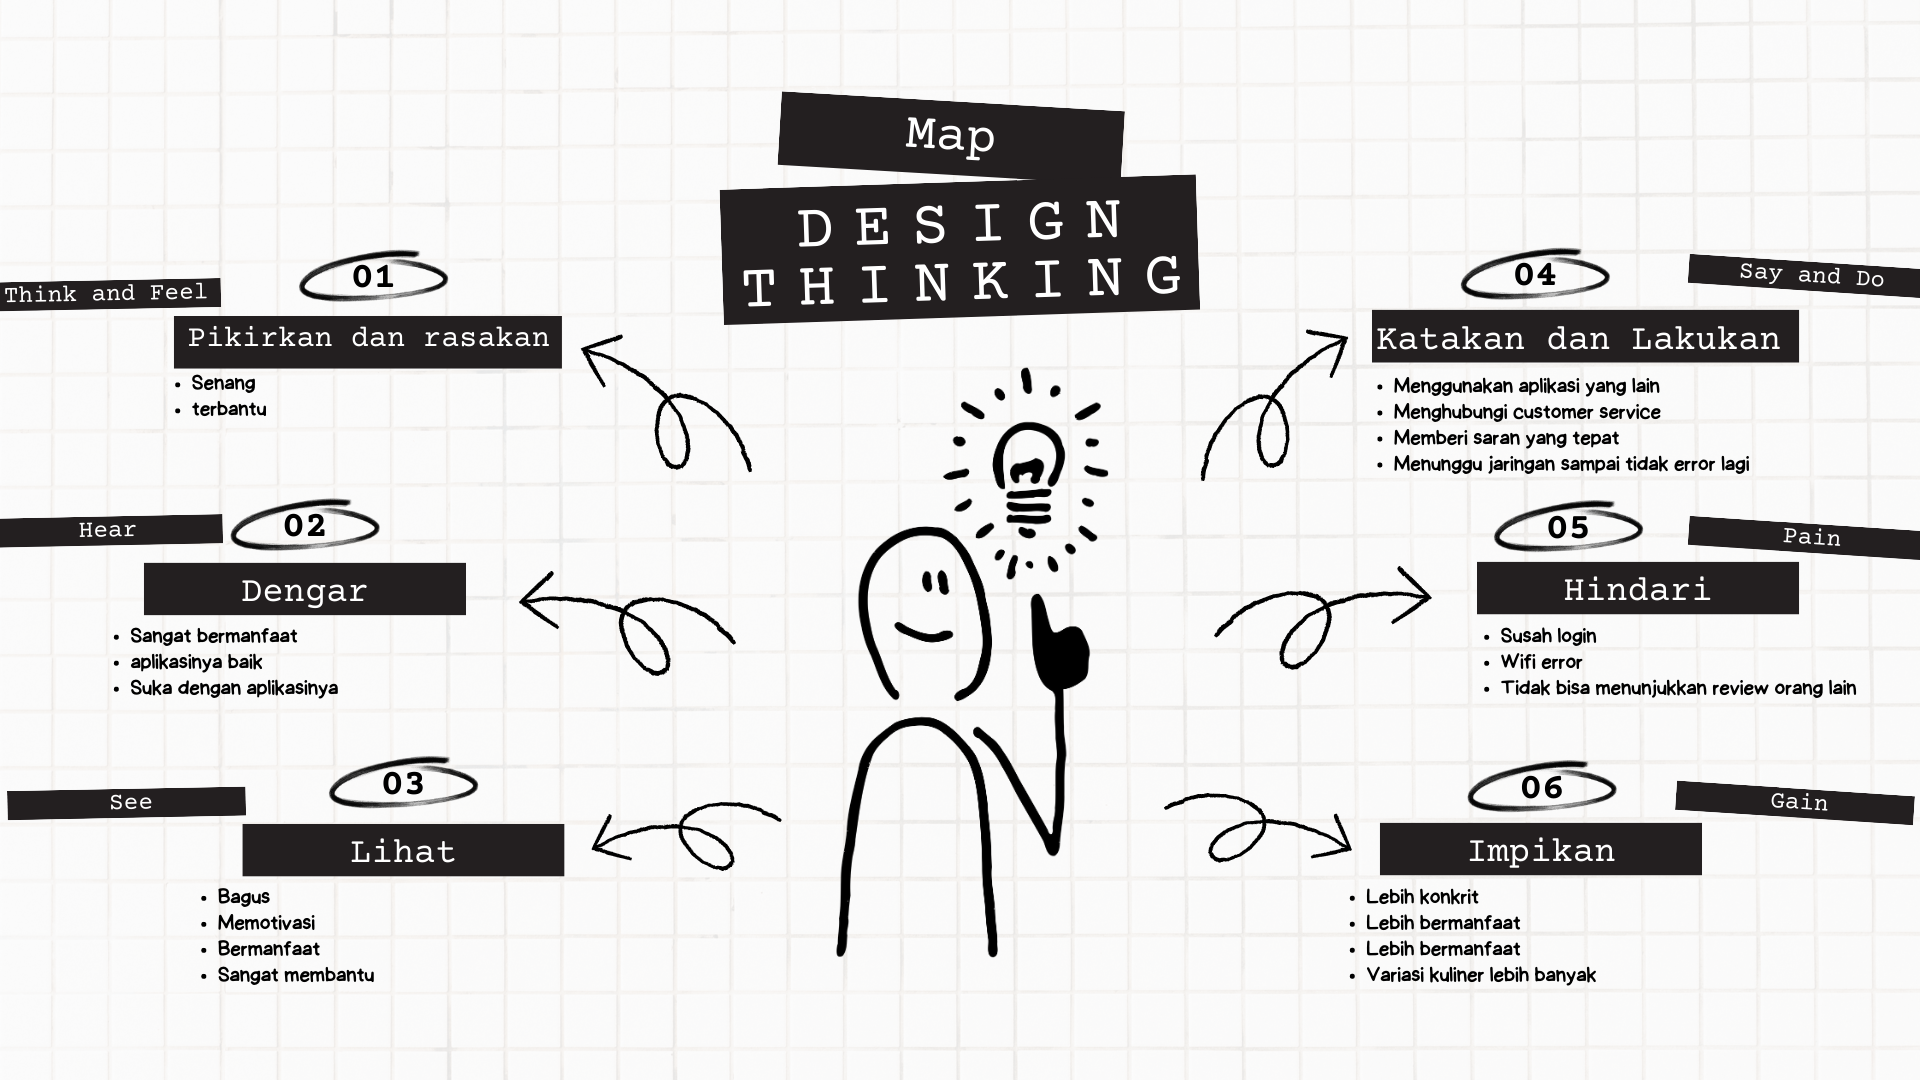 Map
DESIGN
THINKING
Think and Feel
01
Pikirkan dan rasakan
• Senang
• terbantu
Hear
02
Dengar
• Sangat bermanfaat
• aplikasinya baik
• Suka dengan aplikasinya
See
03
Lihat
• Bagus
• Memotivasi
• Bermanfaat
• Sangat membantu
04
Say and Do
Katakan dan Lakukan
• Menggunakan aplikasi yang lain
• Menghubungi customer service
• Memberi saran yang tepat
• Menunggu jaringan sampai tidak error lagi
05
Pain
Hindari
• Susah login
• Wifi error
• Tidak bisa menunjukkan review orang lain
06
Gain
Impikan
• Lebih konkrit
• Lebih bermanfaat
• Lebih bermanfaat
• Variasi kuliner lebih banyak